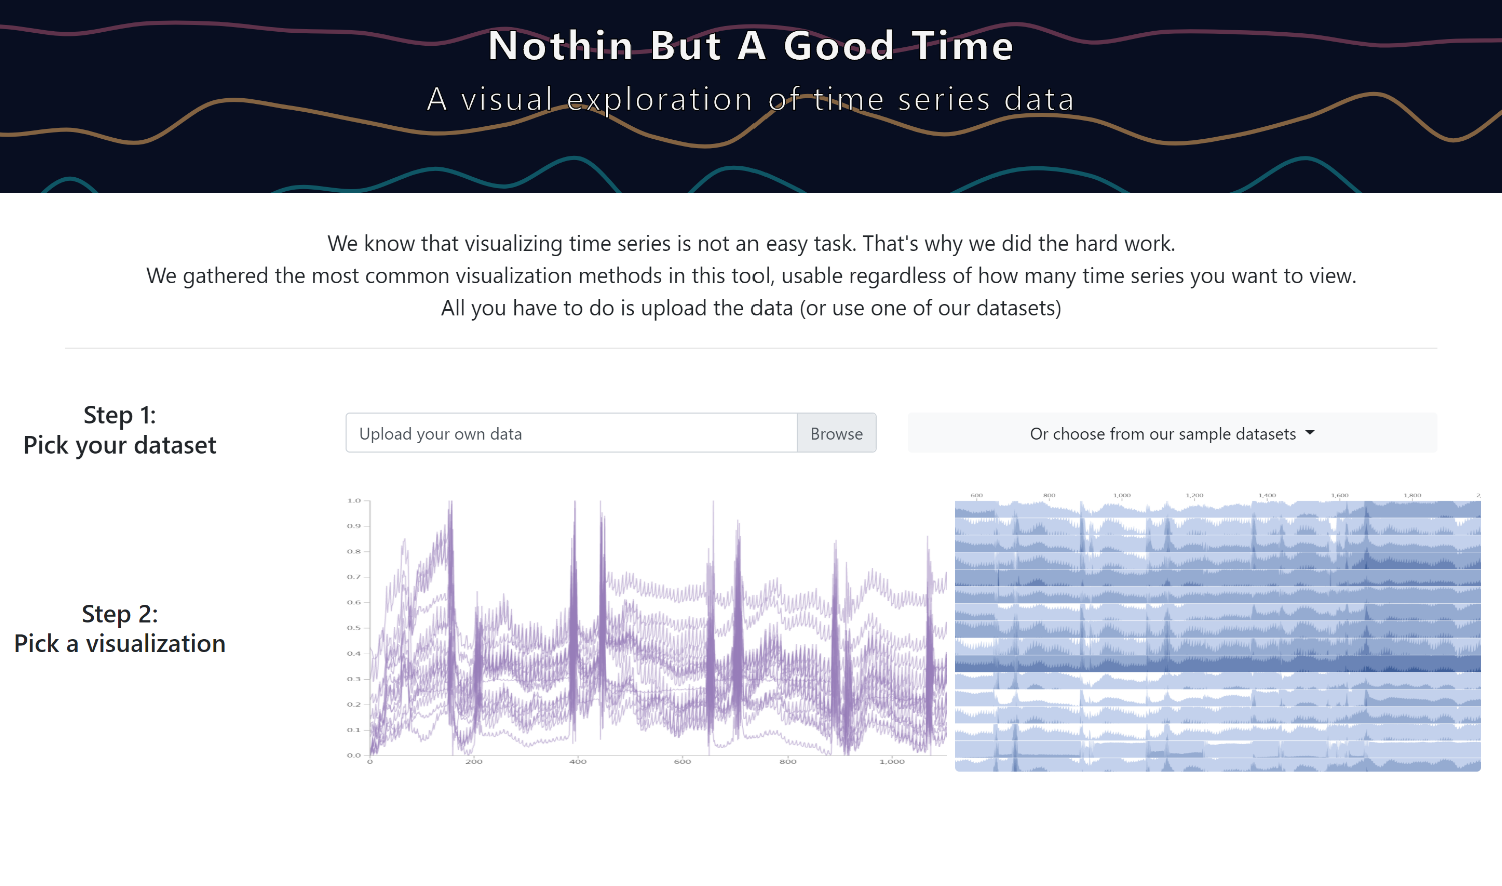 Nothin But A Good Time
A visual exploration of time series data
We know that visualizing time series is not an easy task. That's why we did the hard work.
We gathered the most common visualization methods in this tool, usable regardless of how many time series you want to view.
All you have to do is upload the data (or use one of our datasets)
Step 1:
Pick your dataset
Upload your own data
Browse
Or choose from our sample datasets
Step 2:
Pick a visualization
1.0
0.9
0.8
0.7
0.6
0.5
0.4
0.3
0.2
0.1
0.0
0 200 400 600 800 1,000
600 800 1,000 1,200 1,400 1,600 1,800